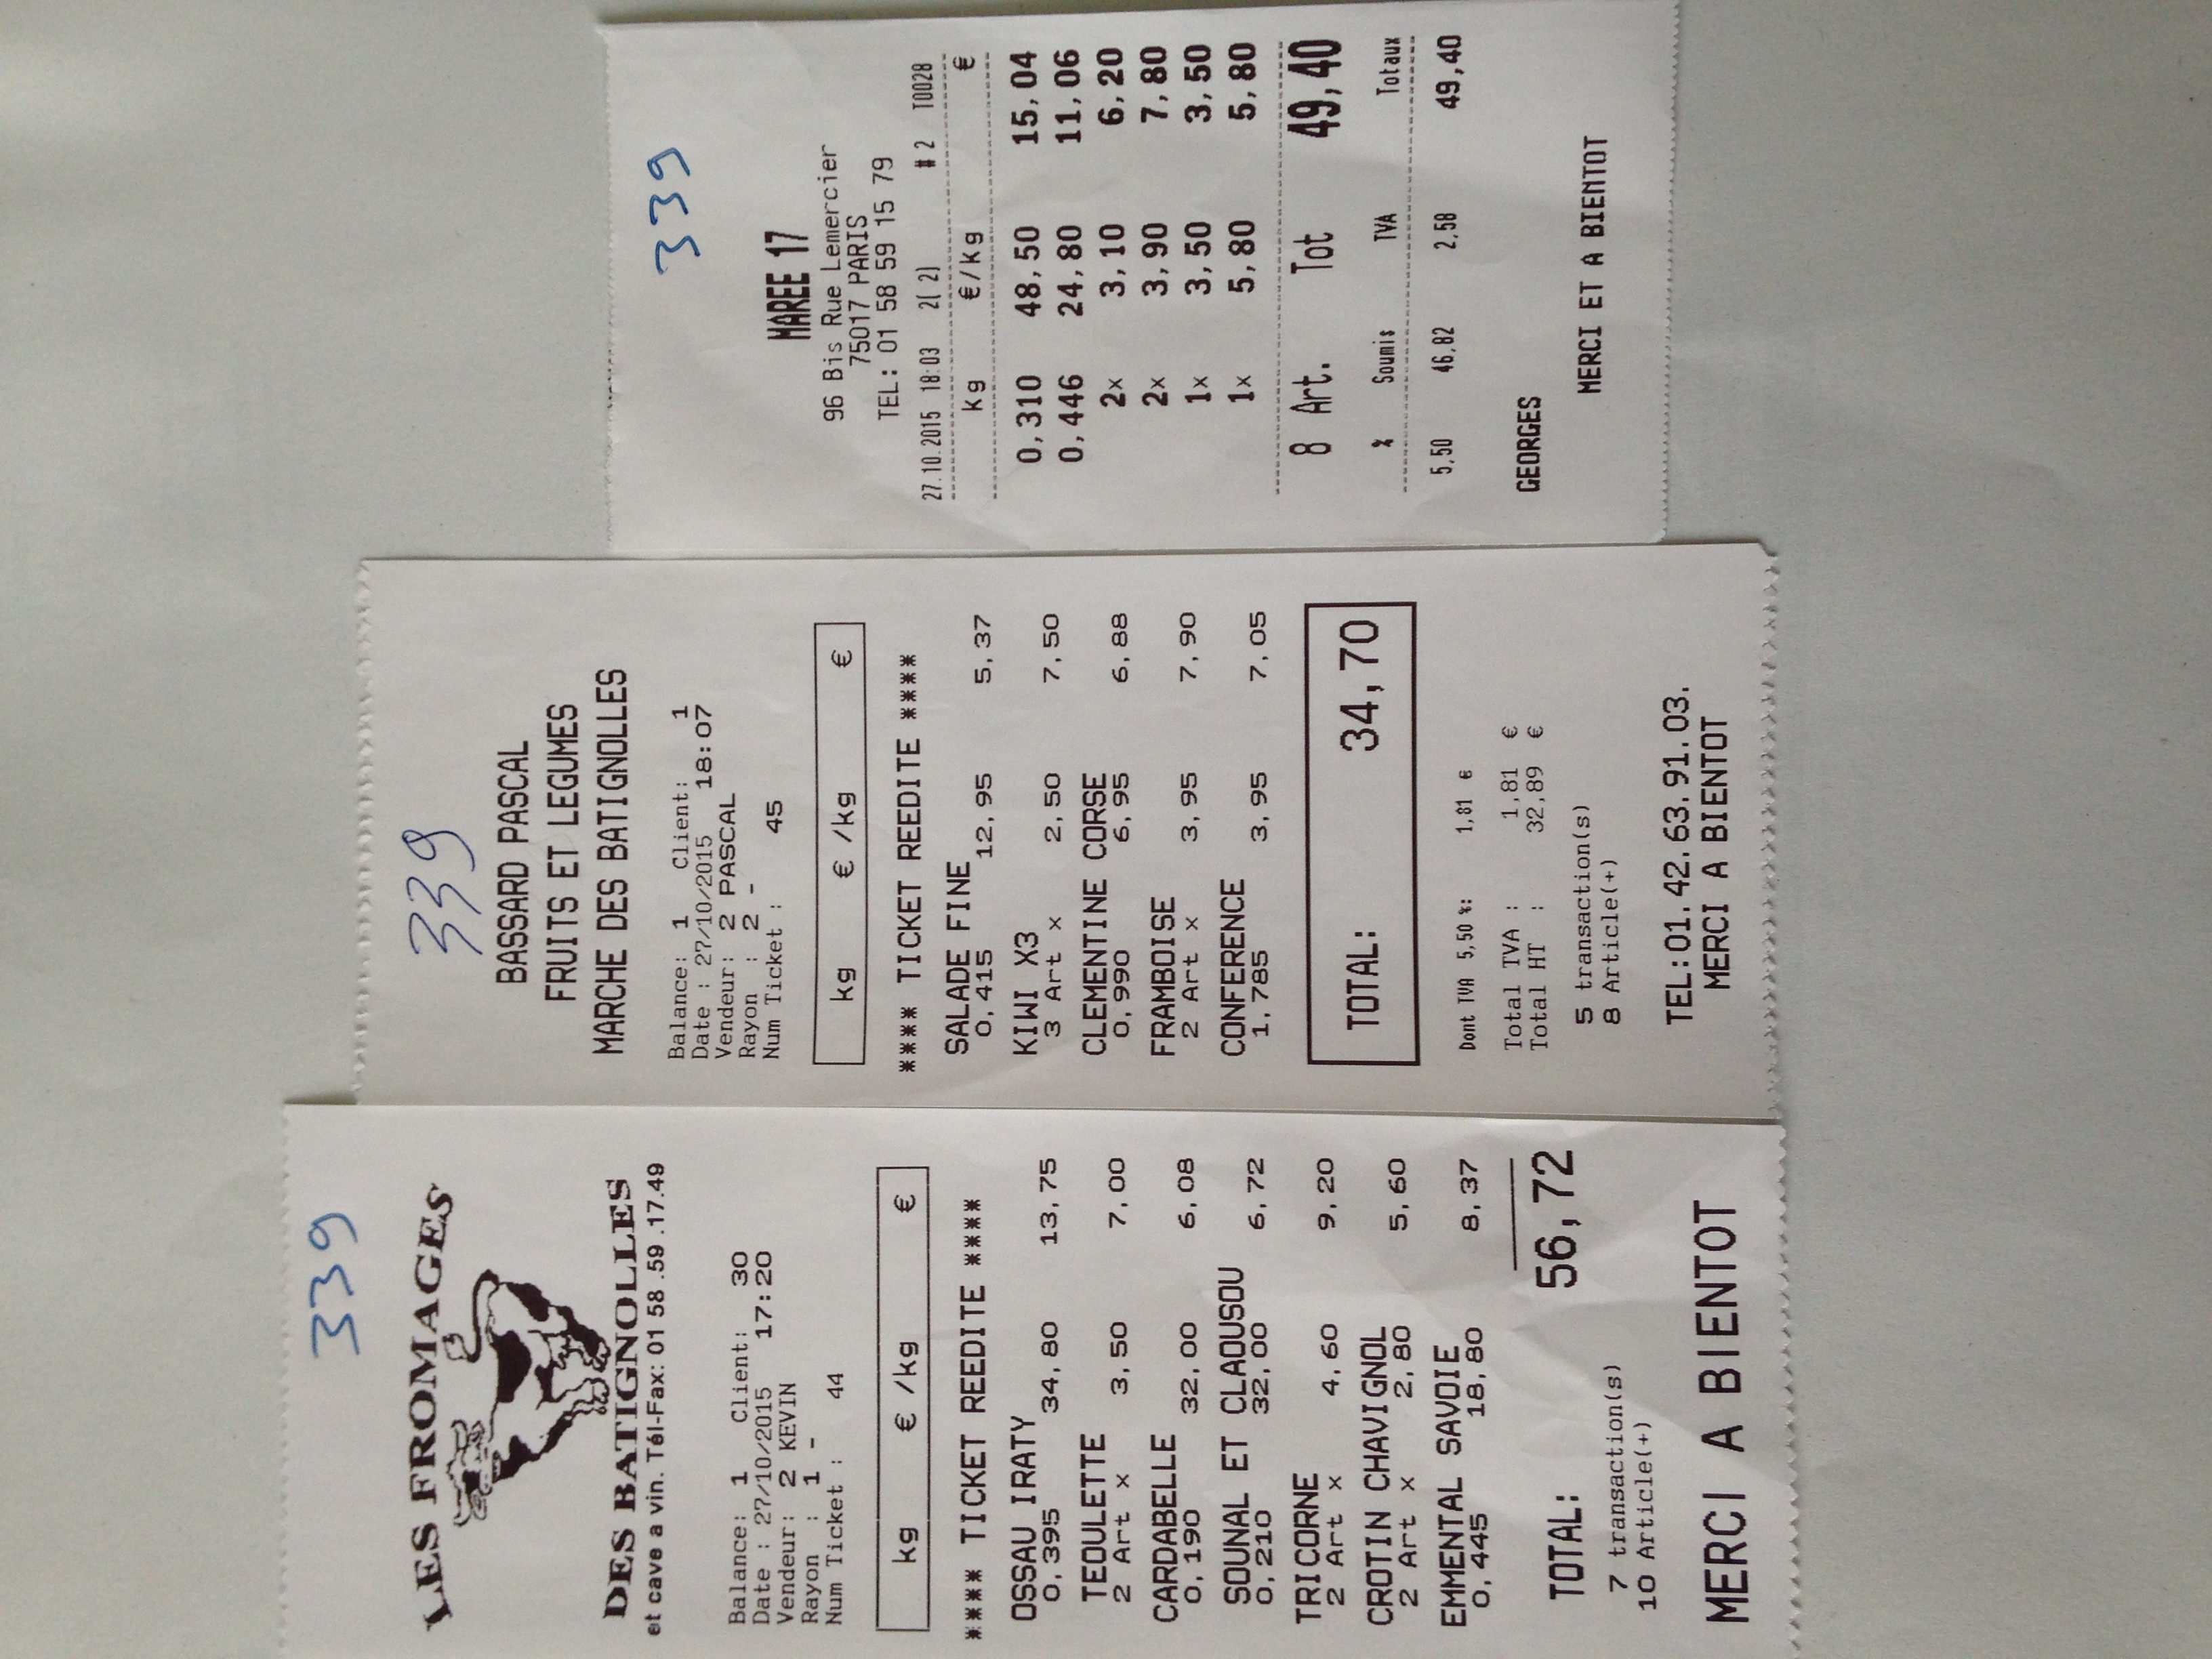 339
LES FROMAGES
DES BATIGNOLLES
et cave a vin. Tél-Fax: 01 58 .59 .17.49
Balance: 1 Client: 30
Date : 27/10/2015 17:20
Vendeur: 2 KEVIN
Rayon : 1 -
Num Ticket : 44
kg € /kg €
**** TICKET REEDITE ****
OSSAU IRATY
0,395 34,80 13,75
TEOULETTE
2 Art x 3,50 7,00
CARDABELLE
0,190 32,00 6,08
SOUNAL ET CLAOUSOU
0,210 32,00 6,72
TRICORNE
2 Art x 4,60 9,20
CROTIN CHAVIGNOL
2 Art x 2,80 5,60
EMMENTAL SAVOIE
0,445 18,80 8,37
TOTAL: 56,72
7 transaction(s)
10 Article(+)
MERCI A BIENTOT
339
BASSARD PASCAL
FRUITS ET LEGUMES
MARCHE DES BATIGNOLLES
Balance: 1 Client: 1
Date : 27/10/2015 18:07
Vendeur: 2 PASCAL
Rayon : 2 -
Num Ticket : 45
kg € /kg €
**** TICKET REEDITE ****
SALADE FINE
0,415 12,95 5,37
KIWI X3
3 Art x 2,50 7,50
CLEMENTINE CORSE
0,990 6,95 6,88
FRAMBOISE
2 Art x 3,95 7,90
CONFERENCE
1,785 3,95 7,05
TOTAL: 34,70
Dont TVA 5,50 %: 1,81 €
Total TVA : 1,81 €
Total HT : 32,89 €
5 transaction(s)
8 Article(+)
TEL:01.42.63.91.03.
MERCI A BIENTOT
339
MAREE 17
96 Bis Rue Lemercier
75017 PARIS
TEL: 01 58 59 15 79
27.10.2015 18:03 2( 2) # 2 T0028
kg €/kg €
0,310 48,50 15,04
0,446 24,80 11,06
2x 3,10 6,20
2x 3,90 7,80
1x 3,50 3,50
1x 5,80 5,80
8 Art. Tot 49,40
% Soumis TVA Totaux
5,50 46,82 2,58 49,40
GEORGES
MERCI ET A BIENTOT